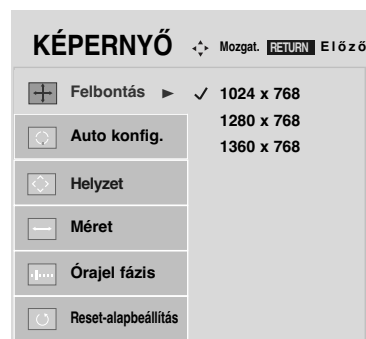 KÉPERNYŐ Mozgat. RETURN Előző
Felbontás ► ✓ 1024 x 768
1280 x 768
Auto konfig.
1360 x 768
Helyzet
Méret
Órajel fázis
Reset-alapbeállítás